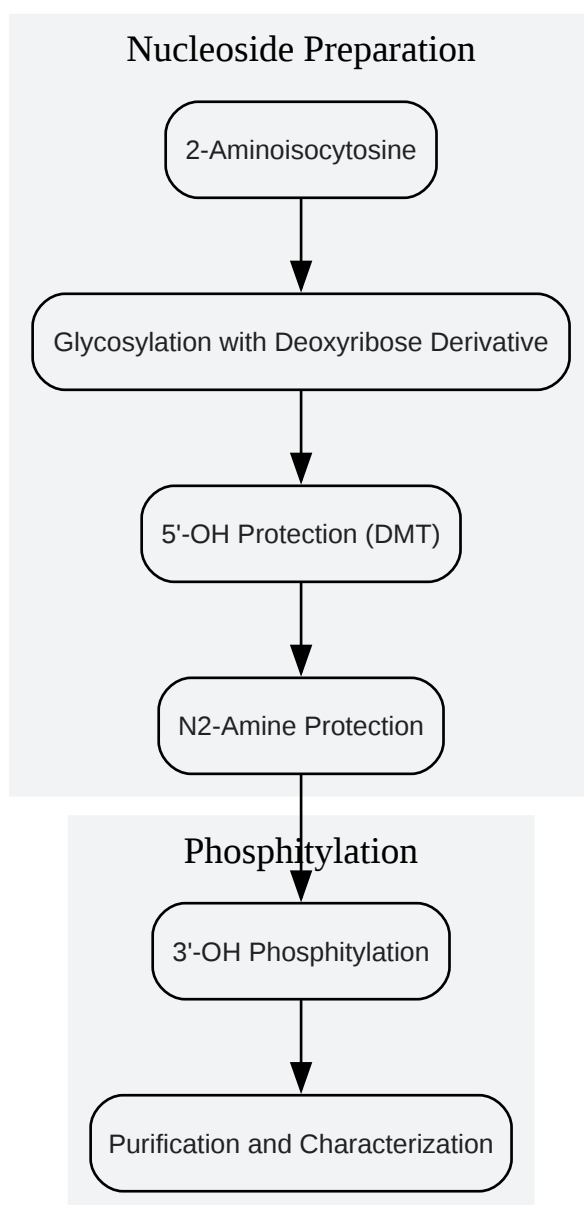 Nucleoside Preparation
2-Aminoisocytosine
Glycosylation with Deoxyribose Derivative
5'-OH Protection (DMT)
N2-Amine Protection
Phosphitylation
3'-OH Phosphitylation
Purification and Characterization